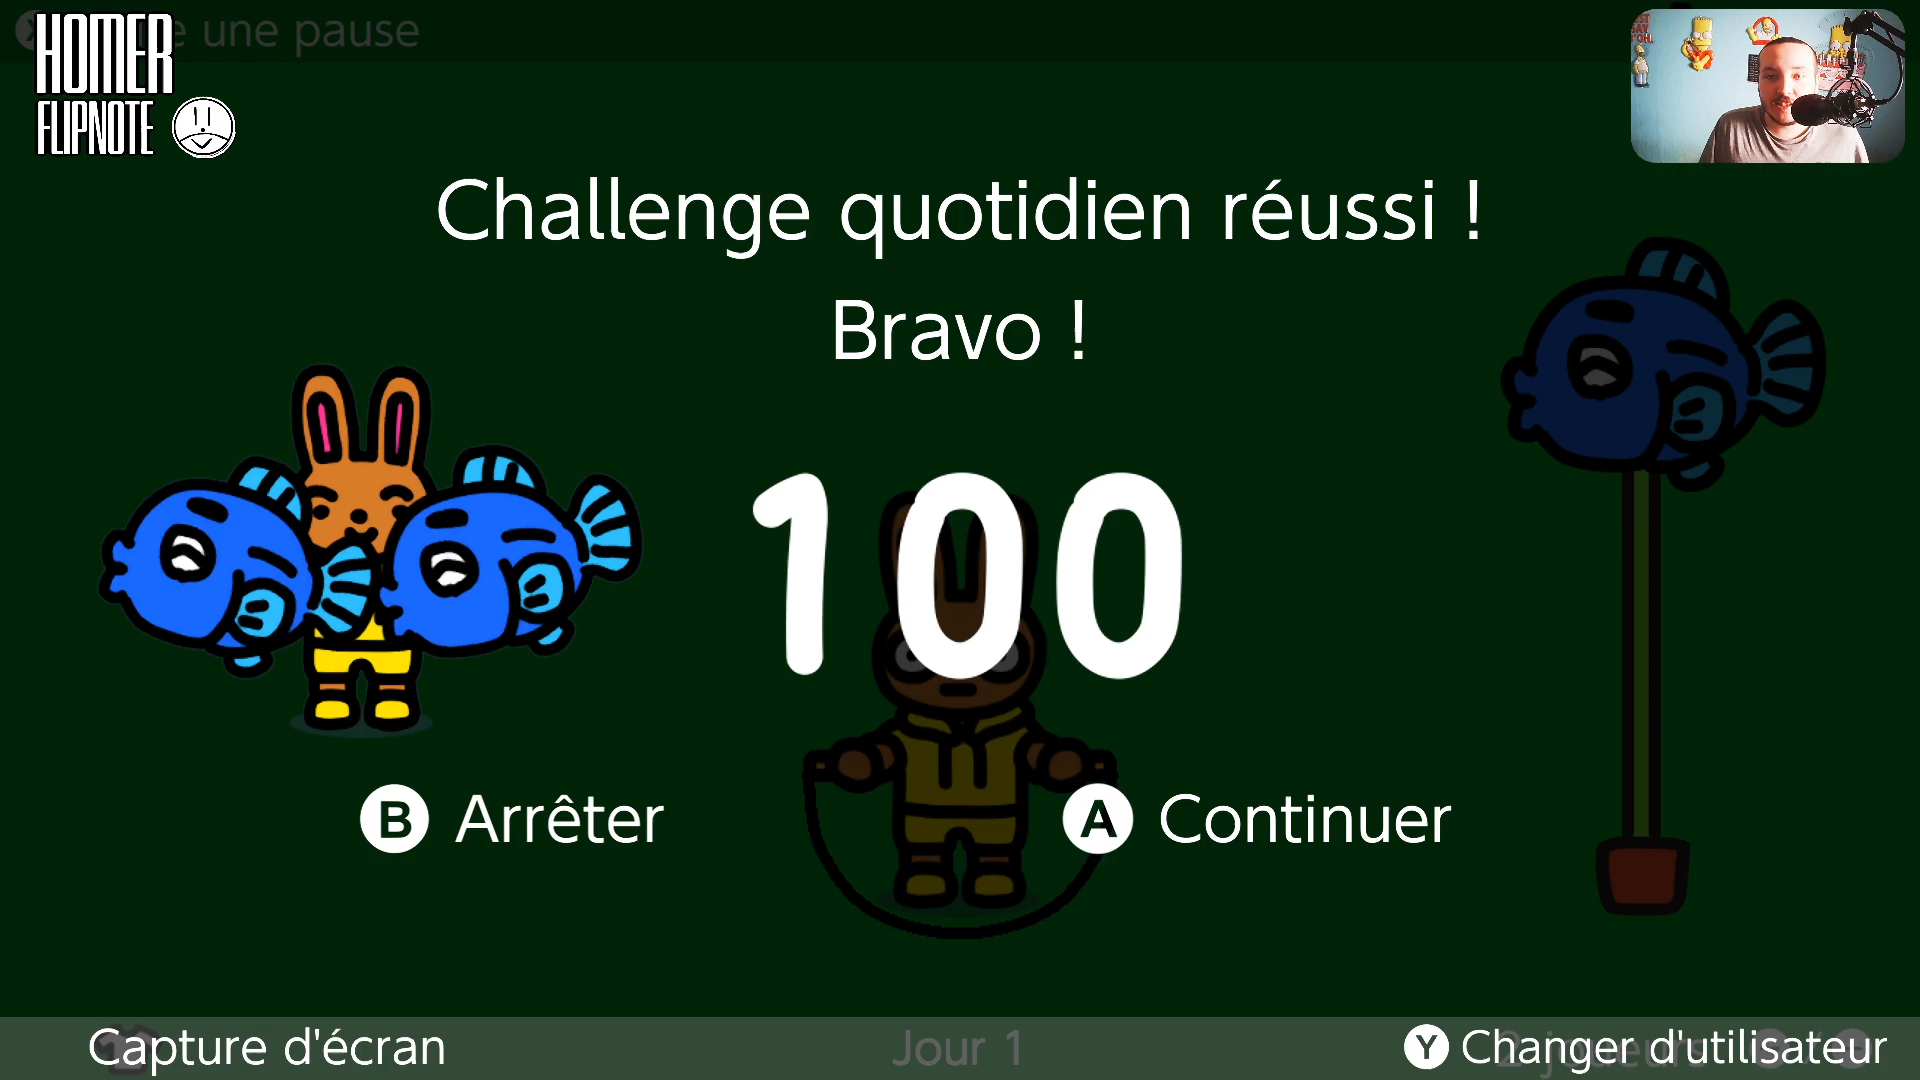 HOMER
FLIPNOTE
une pause
Challenge quotidien réussi !
Bravo !
100
B Arrêter
A Continuer
Capture d'écran
Jour 1
Y Changer d'utilisateur